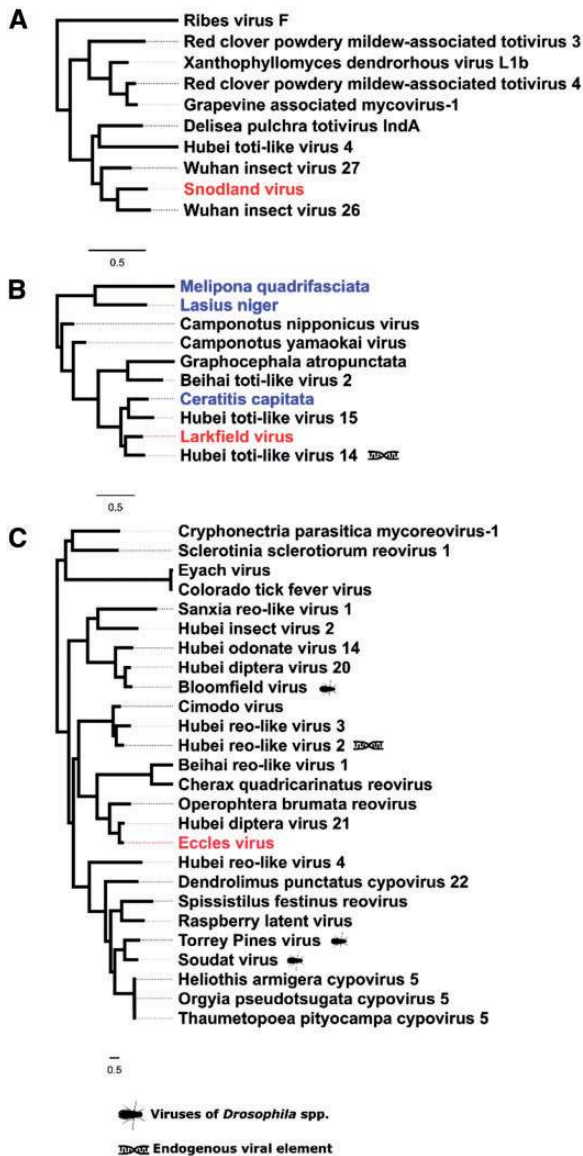 A
Ribes virus F
Red clover powdery mildew-associated totivirus 3
Xanthophyllomyces dendrorhous virus L1b
Red clover powdery mildew-associated totivirus 4
Grapevine associated mycovirus-1
Delisea pulchra totivirus IndA
Hubei toti-like virus 4
Wuhan insect virus 27
Snodland virus
Wuhan insect virus 26
0.5
B
Melipona quadrifasciata
Lasius niger
Camponotus nipponicus virus
Camponotus yamaokai virus
Graphocephala atropunctata
Beihai toti-like virus 2
Ceratitis capitata
Hubei toti-like virus 15
Larkfield virus
Hubei toti-like virus 14
0.5
C
Cryphonectria parasitica mycoreovirus-1
Sclerotinia sclerotiorum reovirus 1
Eyach virus
Colorado tick fever virus
Sanxia reo-like virus 1
Hubei insect virus 2
Hubei odonate virus 14
Hubei diptera virus 20
Bloomfield virus
Cimodo virus
Hubei reo-like virus 3
Hubei reo-like virus 2
Beihai reo-like virus 1
Cherax quadricarinatus reovirus
Operophtera brumata reovirus
Hubei diptera virus 21
Eccles virus
Hubei reo-like virus 4
Dendrolimus punctatus cypovirus 22
Spissistilus festinus reovirus
Raspberry latent virus
Torrey Pines virus
Soudat virus
Heliothis armigera cypovirus 5
Orgyia pseudotsugata cypovirus 5
Thaumetopoea pityocampa cypovirus 5
0.5
Viruses of Drosophila spp.
Endogenous viral element